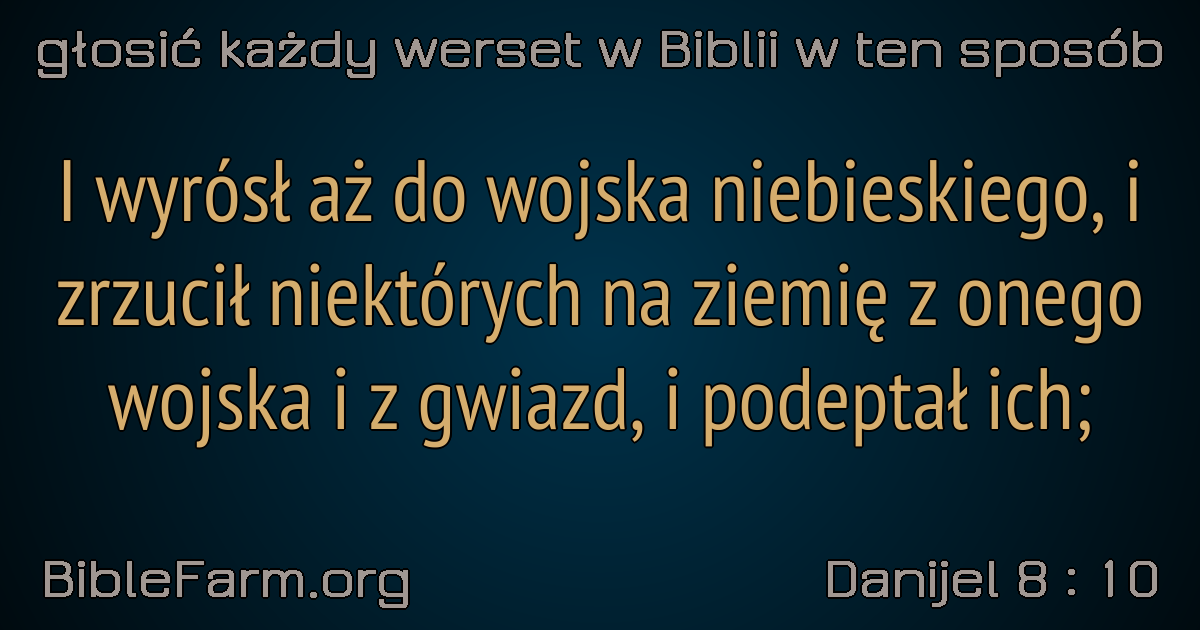 głosić każdy werset w Biblii w ten sposób
I wyrósł aż do wojska niebieskiego, i
zrzucił niektórych na ziemię z onego
wojska i z gwiazd, i podeptał ich;
BibleFarm.org
Danijel 8 : 10